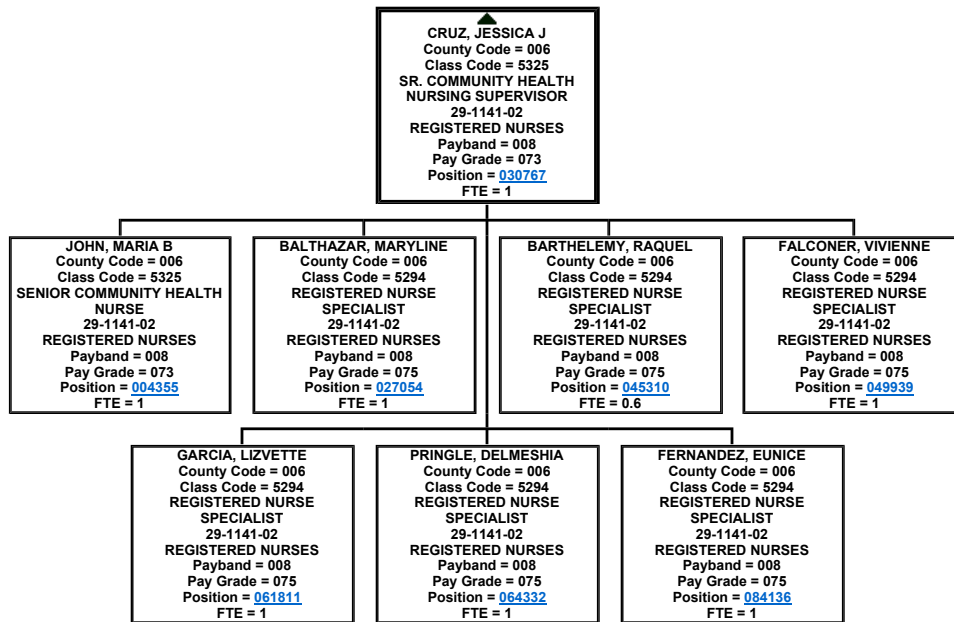 CRUZ, JESSICA J
County Code = 006
Class Code = 5325
SR. COMMUNITY HEALTH
NURSING SUPERVISOR
29-1141-02
REGISTERED NURSES
Payband = 008
Pay Grade = 073
Position = 030767
FTE = 1
JOHN, MARIA B
County Code = 006
Class Code = 5325
SENIOR COMMUNITY HEALTH
NURSE
29-1141-02
REGISTERED NURSES
Payband = 008
Pay Grade = 073
Position = 004355
FTE = 1
BALTHAZAR, MARYLINE
County Code = 006
Class Code = 5294
REGISTERED NURSE
SPECIALIST
29-1141-02
REGISTERED NURSES
Payband = 008
Pay Grade = 075
Position = 027054
FTE = 1
BARTHELEMY, RAQUEL
County Code = 006
Class Code = 5294
REGISTERED NURSE
SPECIALIST
29-1141-02
REGISTERED NURSES
Payband = 008
Pay Grade = 075
Position = 045310
FTE = 0.6
FALCONER, VIVIENNE
County Code = 006
Class Code = 5294
REGISTERED NURSE
SPECIALIST
29-1141-02
REGISTERED NURSES
Payband = 008
Pay Grade = 075
Position = 049939
FTE = 1
GARCIA, LIZVETTE
County Code = 006
Class Code = 5294
REGISTERED NURSE
SPECIALIST
29-1141-02
REGISTERED NURSES
Payband = 008
Pay Grade = 075
Position = 061811
FTE = 1
PRINGLE, DELMESHIA
County Code = 006
Class Code = 5294
REGISTERED NURSE
SPECIALIST
29-1141-02
REGISTERED NURSES
Payband = 008
Pay Grade = 075
Position = 064332
FTE = 1
FERNANDEZ, EUNICE
County Code = 006
Class Code = 5294
REGISTERED NURSE
SPECIALIST
29-1141-02
REGISTERED NURSES
Payband = 008
Pay Grade = 075
Position = 084136
FTE = 1